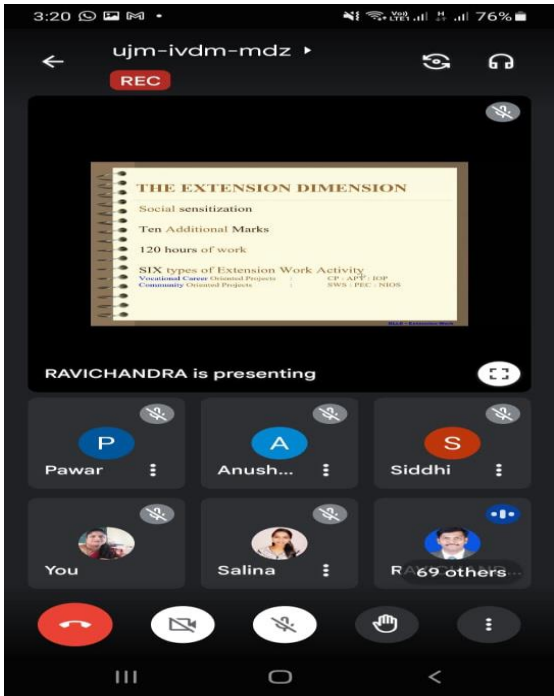 3:20 76%
ujm-ivdm-mdz
REC
THE EXTENSION DIMENSION
Social sensitization
Ten Additional Marks
120 hours of work
SIX types of Extension Work Activity
Vocational Career Oriented Projects : CP : APY : IOP
Community Oriented Projects : SWS : PEC : NIOS
RAVICHANDRA is presenting
P A S
Pawar Anush... Siddhi
You Salina 69 others